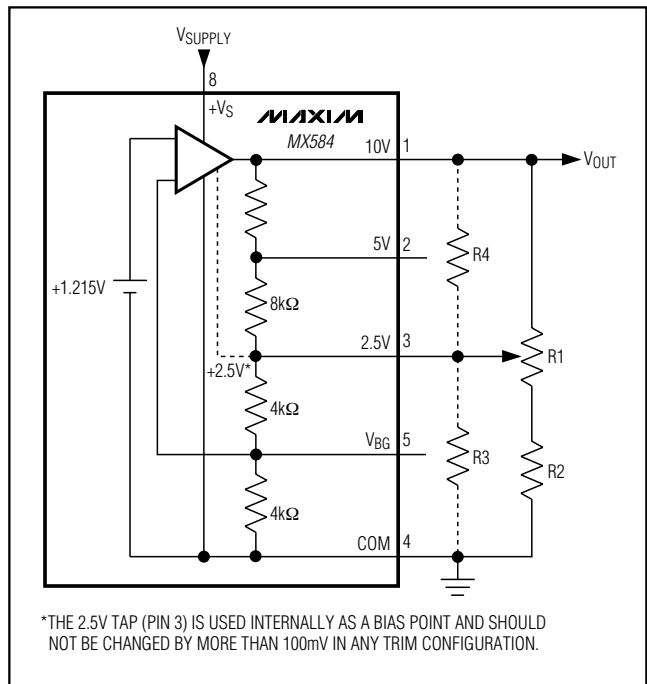 VSUPPLY
8
+VS
MAXIM
MX584
10V 1
VOUT
5V 2
R4
+1.215V
8kΩ
2.5V 3
+2.5V*
R1
4kΩ
VBG 5
R3
R2
4kΩ
COM 4
*THE 2.5V TAP (PIN 3) IS USED INTERNALLY AS A BIAS POINT AND SHOULD
NOT BE CHANGED BY MORE THAN 100mV IN ANY TRIM CONFIGURATION.